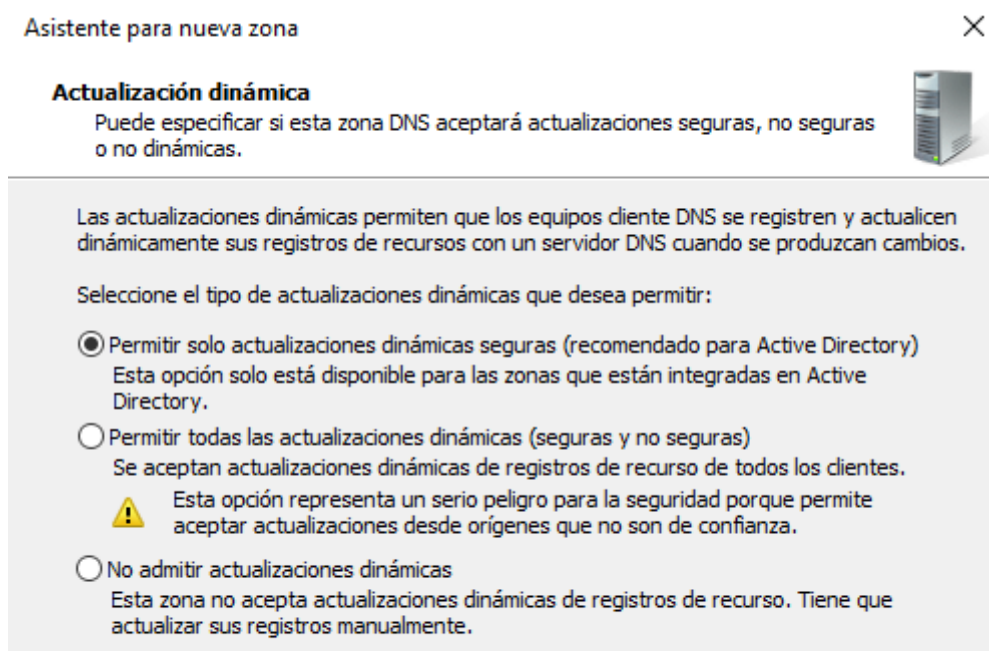 Asistente para nueva zona
Actualización dinámica
Puede especificar si esta zona DNS aceptará actualizaciones seguras, no seguras
o no dinámicas.
Las actualizaciones dinámicas permiten que los equipos cliente DNS se registren y actualicen
dinámicamente sus registros de recursos con un servidor DNS cuando se produzcan cambios.
Seleccione el tipo de actualizaciones dinámicas que desea permitir:
Permitir solo actualizaciones dinámicas seguras (recomendado para Active Directory)
Esta opción solo está disponible para las zonas que están integradas en Active
Directory.
Permitir todas las actualizaciones dinámicas (seguras y no seguras)
Se aceptan actualizaciones dinámicas de registros de recurso de todos los clientes.
Esta opción representa un serio peligro para la seguridad porque permite
aceptar actualizaciones desde orígenes que no son de confianza.
No admitir actualizaciones dinámicas
Esta zona no acepta actualizaciones dinámicas de registros de recurso. Tiene que
actualizar sus registros manualmente.